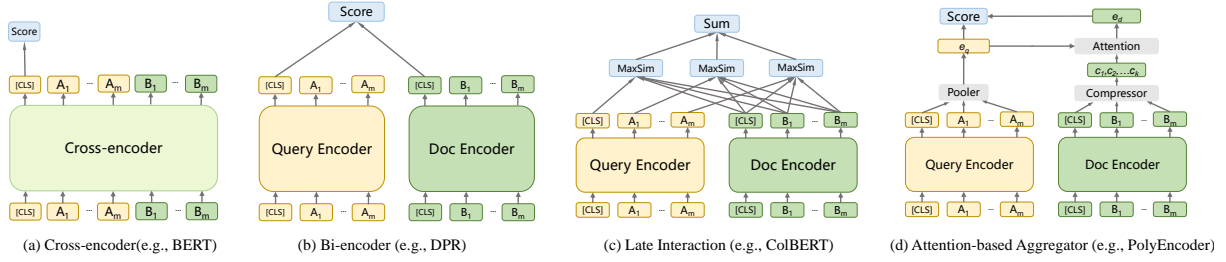 Score
[CLS] A1 ... Am B1 ... Bm
Cross-encoder
[CLS] A1 ... Am B1 ... Bm
(a) Cross-encoder(e.g., BERT)
Score
[CLS] A1 ... Am [CLS] B1 ... Bm
Query Encoder Doc Encoder
[CLS] A1 ... Am [CLS] B1 ... Bm
(b) Bi-encoder (e.g., DPR)
Sum
MaxSim MaxSim MaxSim
[CLS] A1 ... Am [CLS] B1 ... Bm
Query Encoder Doc Encoder
[CLS] A1 ... Am [CLS] B1 ... Bm
(c) Late Interaction (e.g., ColBERT)
Score ed
eq Attention
c1,c2,...ck
Pooler Compressor
[CLS] A1 ... Am [CLS] B1 ... Bm
Query Encoder Doc Encoder
[CLS] A1 ... Am [CLS] B1 ... Bm
(d) Attention-based Aggregator (e.g., PolyEncoder)